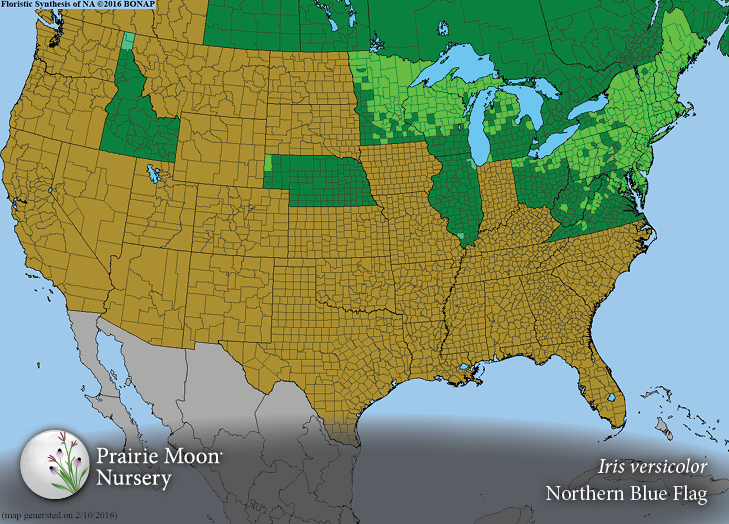 Floristic Synthesis of NA ©2016 BONAP
Prairie Moon
Nursery
Iris versicolor
Northern Blue Flag
(map generated on 2/10/2016)